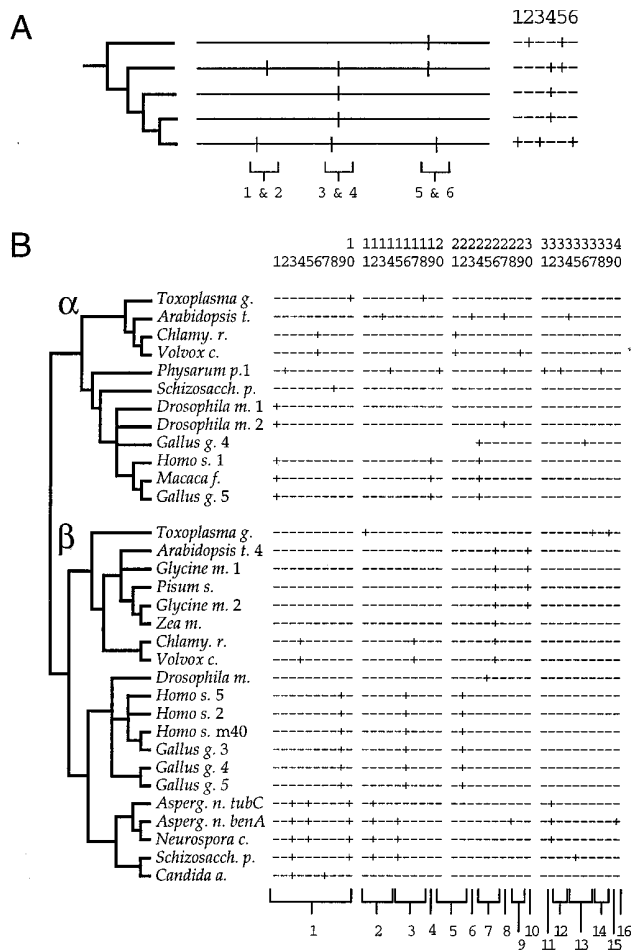 A
123456
-+--+-
---++-
---+--
---+--
+-+--+
1 & 2 3 & 4 5 & 6
B
1 1111111112 2222222223 3333333334
1234567890 1234567890 1234567890 1234567890
α
Toxoplasma g. ---------+ -------+-- ---------- ----------
Arabidopsis t. ---------- --+------- --+---+--- ---+------
Chlamy. r. -----+---- ---------- +--------- ----------
Volvox c. -----+---- ---------- +-------+- ----------
Physarum p.1 -+-------- ---+-----+ ------+--- +-+----+--
Schizosacch. p. -------+-- ---------- ---------- ----------
Drosophila m. 1 +--------- ---------- ---------- ----------
Drosophila m. 2 +--------- ---------- ------+--- ----------
Gallus g. 4 ---------- ---------- ---+------ -----+----
Homo s. 1 +--------- --------+- ---+------ ----------
Macaca f. +--------- --------+- ---+------ ----------
Gallus g. 5 +--------- --------+- ---+------ ----------
β
Toxoplasma g. ---------- +--------- ---------- ------+-+-
Arabidopsis t. 4 ---------- ---------- -----+---+ ----------
Glycine m. 1 ---------- ---------- -----+---+ ----------
Pisum s. ---------- ---------- -----+---+ ----------
Glycine m. 2 ---------- ---------- -----+---+ ----------
Zea m. ---------- ---------- -----+---- ----------
Chlamy. r. ---+------ ------+--- -----+---- ----------
Volvox c. ---+------ ------+--- -----+---- ----------
Drosophila m. ---------- ---------- ----+----- ----------
Homo s. 5 --------+- -----+---- -+-------- ----------
Homo s. 2 --------+- -----+---- -+-------- ----------
Homo s. m40 --------+- -----+---- -+-------- ----------
Gallus g. 3 --------+- -----+---- -+-------- ----------
Gallus g. 4 --------+- -----+---- -+-------- ----------
Gallus g. 5 --------+- -----+---- -+-------- ----------
Asperg. n. tubC --+-+----+ -+-------- ---------- -+--------
Asperg. n. benA --+-+----+ -+--+----- -------+-- -+-------+
Neurospora c. --+-+----+ -+--+----- ---------- -+--------
Schizosacch. p. --+------+ -+--+----- ---------- ----+-----
Candida a. --+-+-+--- ---------- ---------- ----------
1 2 3 4 5 6 7 8 9 10 11 12 13 14 15 16